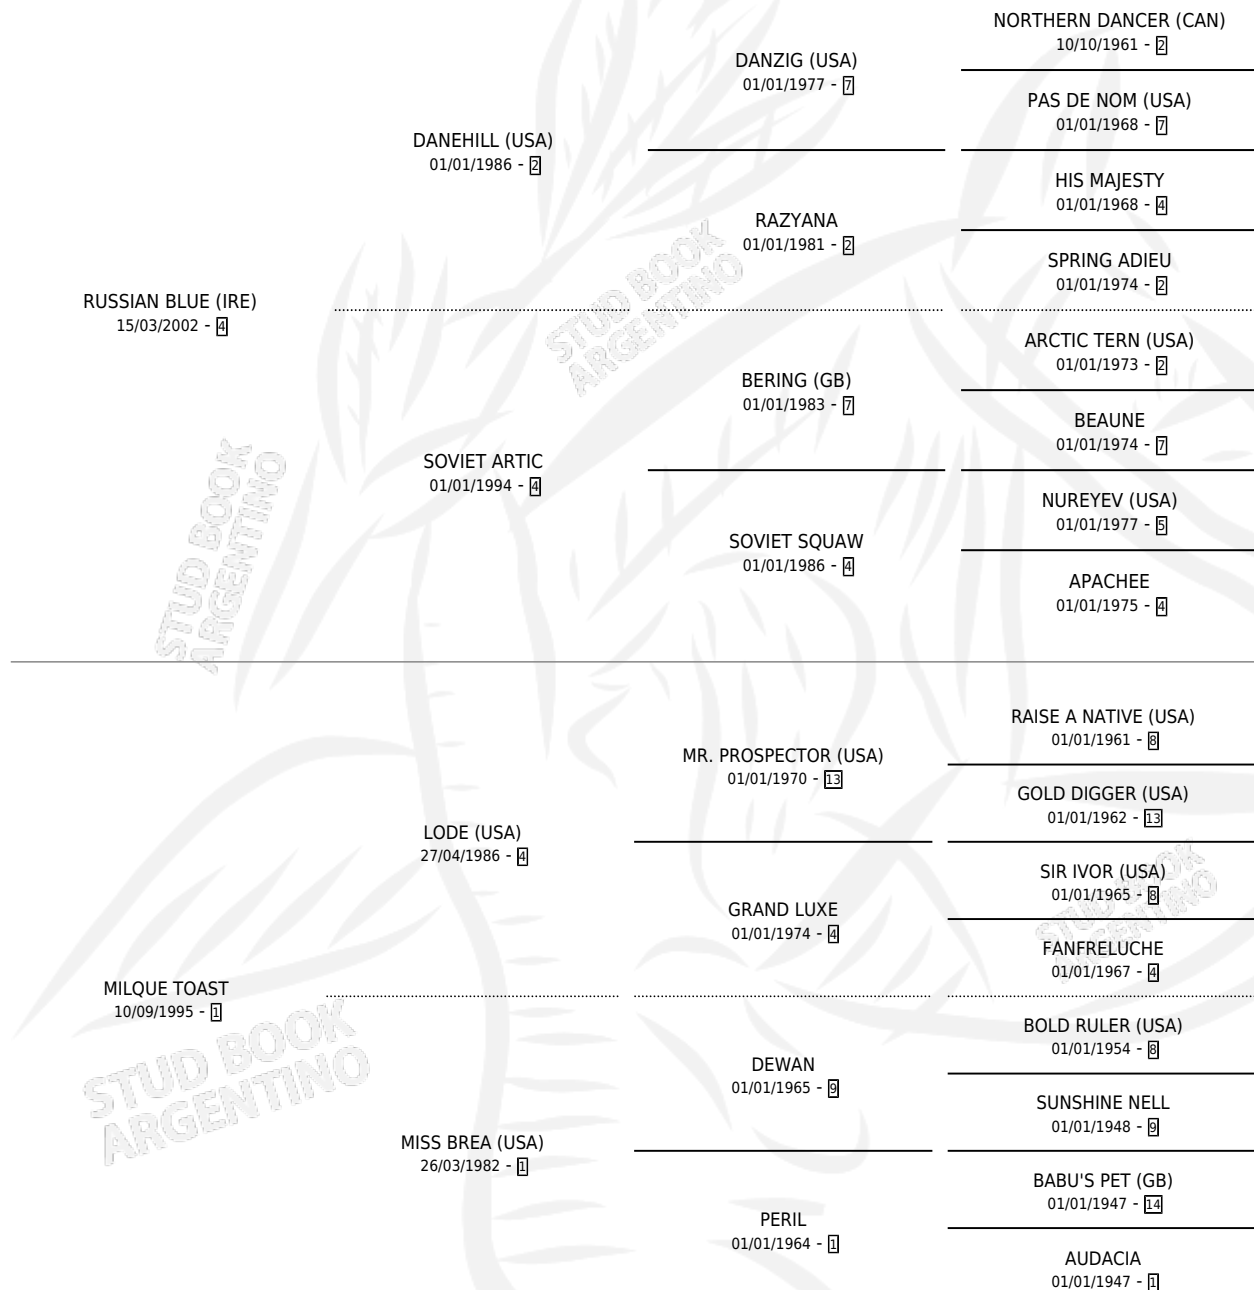 NORTHERN DANCER (CAN)
10/10/1961 - 2
DANZIG (USA)
01/01/1977 - 7
PAS DE NOM (USA)
01/01/1968 - 7
DANEHILL (USA)
01/01/1986 - 2
HIS MAJESTY
01/01/1968 - 4
RAZYANA
01/01/1981 - 2
SPRING ADIEU
01/01/1974 - 2
RUSSIAN BLUE (IRE)
15/03/2002 - 4
ARCTIC TERN (USA)
01/01/1973 - 2
BERING (GB)
01/01/1983 - 7
BEAUNE
01/01/1974 - 7
SOVIET ARTIC
01/01/1994 - 4
NUREYEV (USA)
01/01/1977 - 5
SOVIET SQUAW
01/01/1986 - 4
APACHEE
01/01/1975 - 4
RAISE A NATIVE (USA)
01/01/1961 - 8
MR. PROSPECTOR (USA)
01/01/1970 - 13
GOLD DIGGER (USA)
01/01/1962 - 13
LODE (USA)
27/04/1986 - 4
SIR IVOR (USA)
01/01/1965 - 8
GRAND LUXE
01/01/1974 - 4
FANFRELUCHE
01/01/1967 - 4
MILQUE TOAST
10/09/1995 - 1
BOLD RULER (USA)
01/01/1954 - 8
DEWAN
01/01/1965 - 9
SUNSHINE NELL
01/01/1948 - 9
MISS BREA (USA)
26/03/1982 - 1
BABU'S PET (GB)
01/01/1947 - 14
PERIL
01/01/1964 - 1
AUDACIA
01/01/1947 - 1
STUD BOOK
ARGENTINO
STUD BOOK
ARGENTINO
STUD BOOK
ARGENTINO
STUD BOOK
ARGENTINO